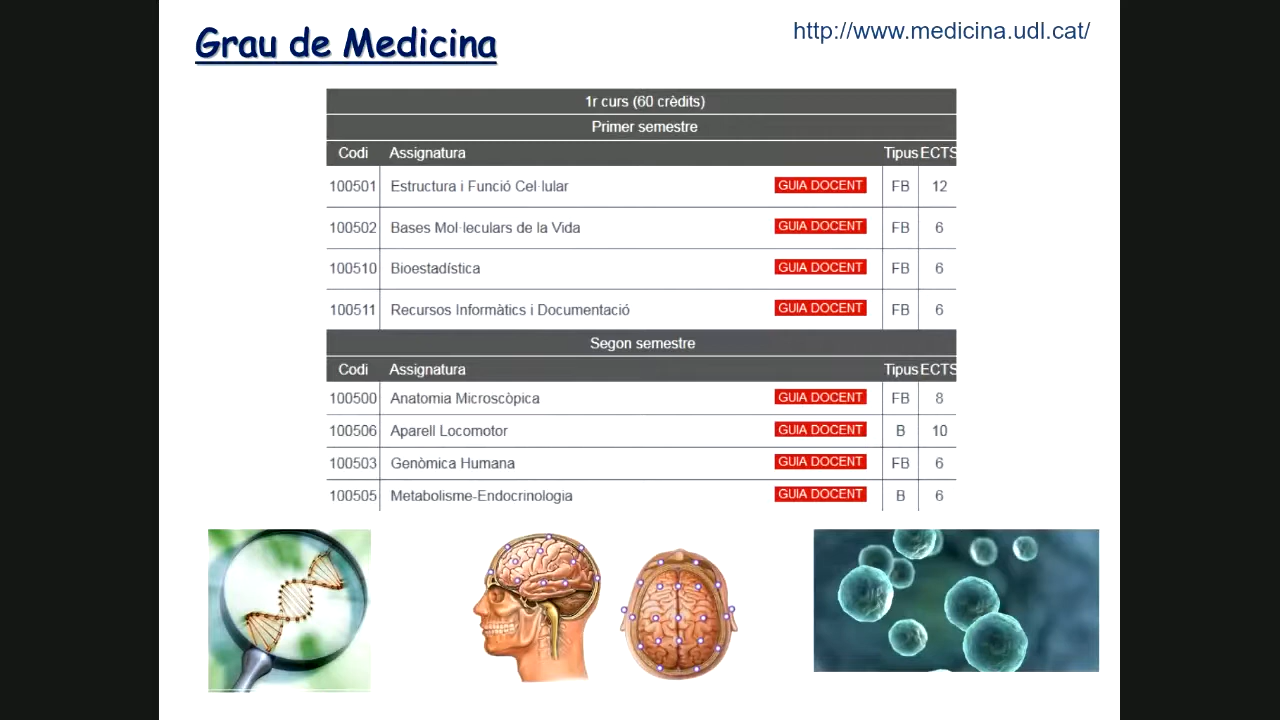 Grau de Medicina
http://www.medicina.udl.cat/
1r curs (60 crèdits)
Primer semestre
Codi Assignatura Tipus ECTS
100501 Estructura i Funció Cel·lular GUIA DOCENT FB 12
100502 Bases Mol·leculars de la Vida GUIA DOCENT FB 6
100510 Bioestadística GUIA DOCENT FB 6
100511 Recursos Informàtics i Documentació GUIA DOCENT FB 6
Segon semestre
Codi Assignatura Tipus ECTS
100500 Anatomia Microscòpica GUIA DOCENT FB 8
100506 Aparell Locomotor GUIA DOCENT B 10
100503 Genòmica Humana GUIA DOCENT FB 6
100505 Metabolisme-Endocrinologia GUIA DOCENT B 6